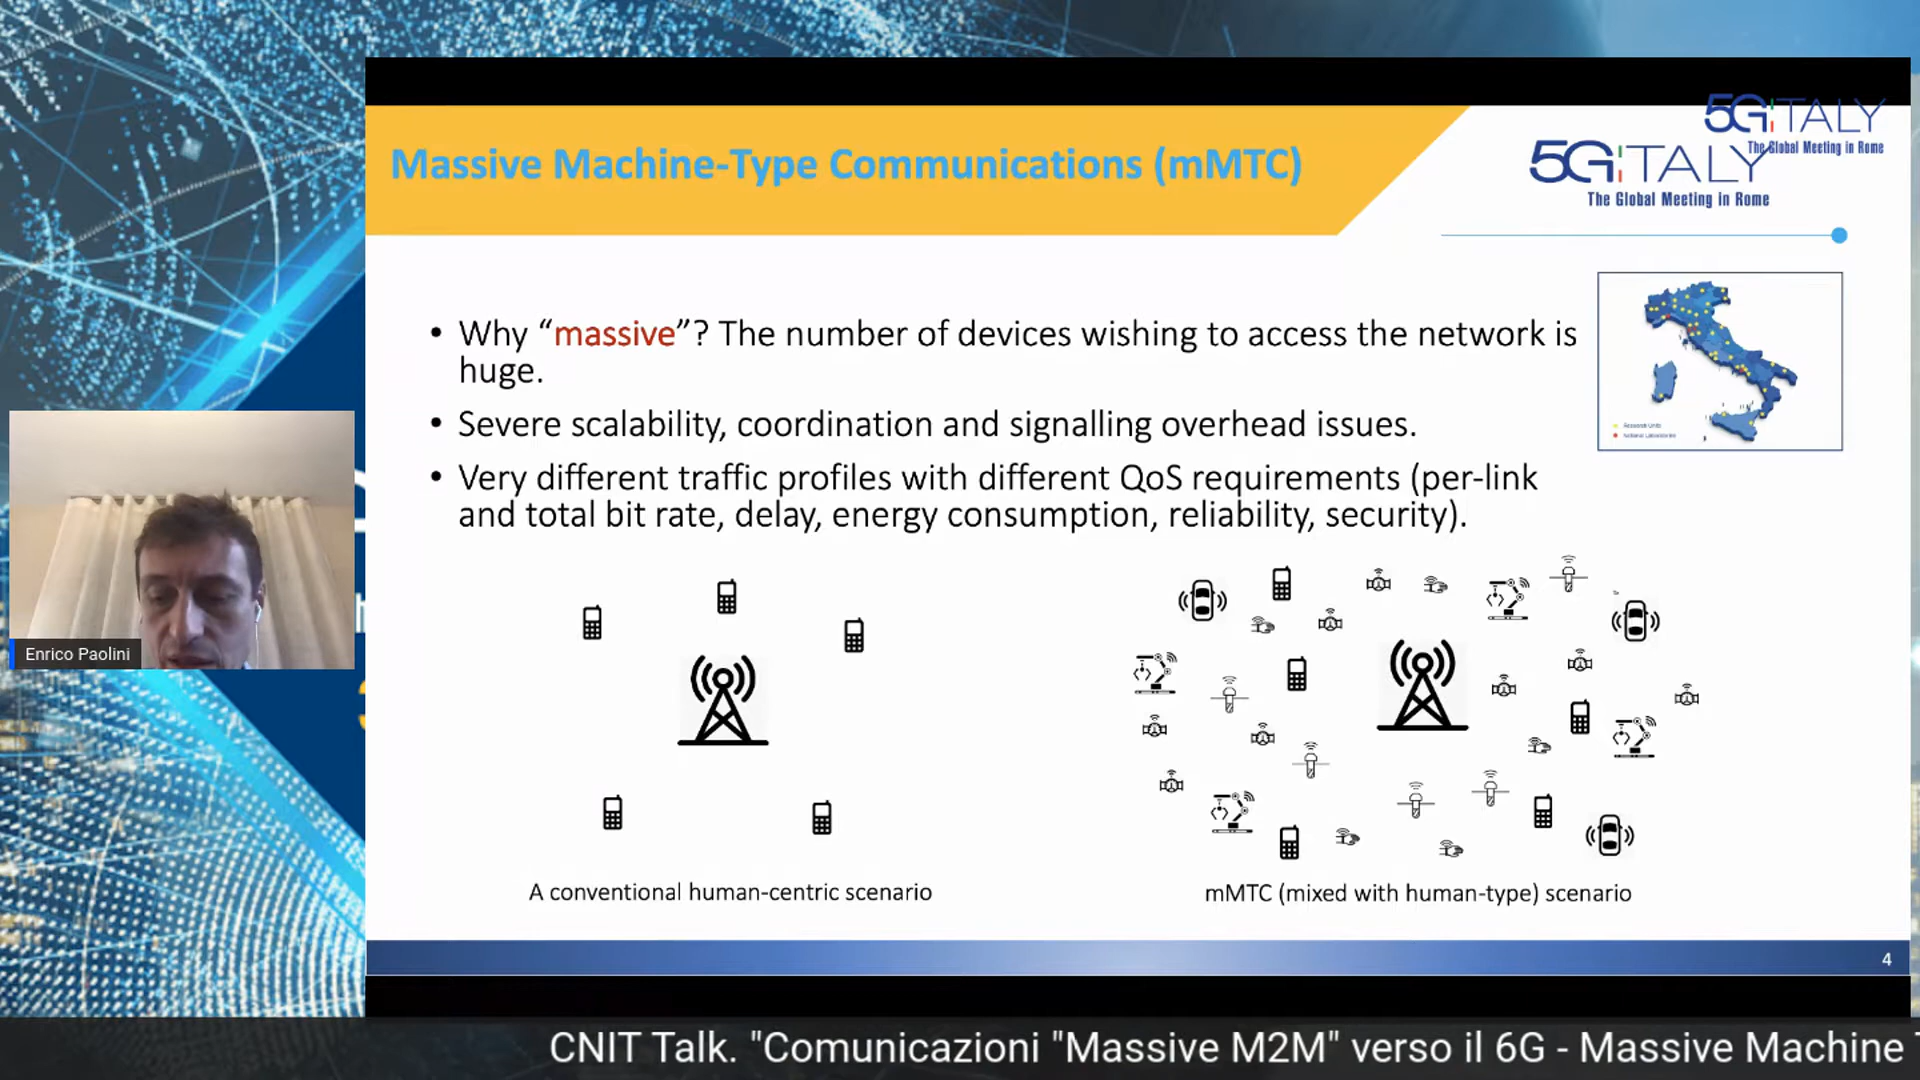 5G ITALY
The Global Meeting in Rome
Massive Machine-Type Communications (mMTC)
5G ITALY
The Global Meeting in Rome
• Why “massive”? The number of devices wishing to access the network is
huge.
• Severe scalability, coordination and signalling overhead issues.
• Very different traffic profiles with different QoS requirements (per-link
and total bit rate, delay, energy consumption, reliability, security).
Research Units
National Laboratories
Enrico Paolini
A conventional human-centric scenario
mMTC (mixed with human-type) scenario
4
CNIT Talk. "Comunicazioni "Massive M2M" verso il 6G - Massive Machine